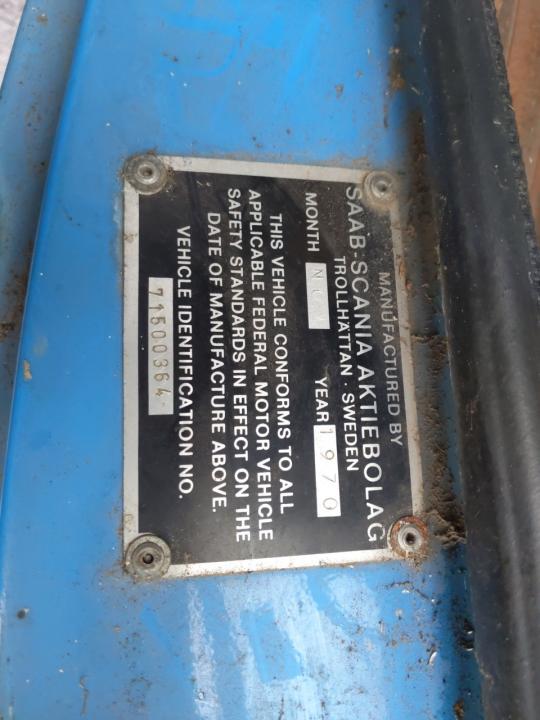 MANUFACTURED BY
SAAB-SCANIA AKTIEBOLAG
TROLLHATTAN · SWEDEN
MONTH YEAR 1970
THIS VEHICLE CONFORMS TO ALL
APPLICABLE FEDERAL MOTOR VEHICLE
SAFETY STANDARDS IN EFFECT ON THE
DATE OF MANUFACTURE ABOVE.
VEHICLE IDENTIFICATION NO.
71500364